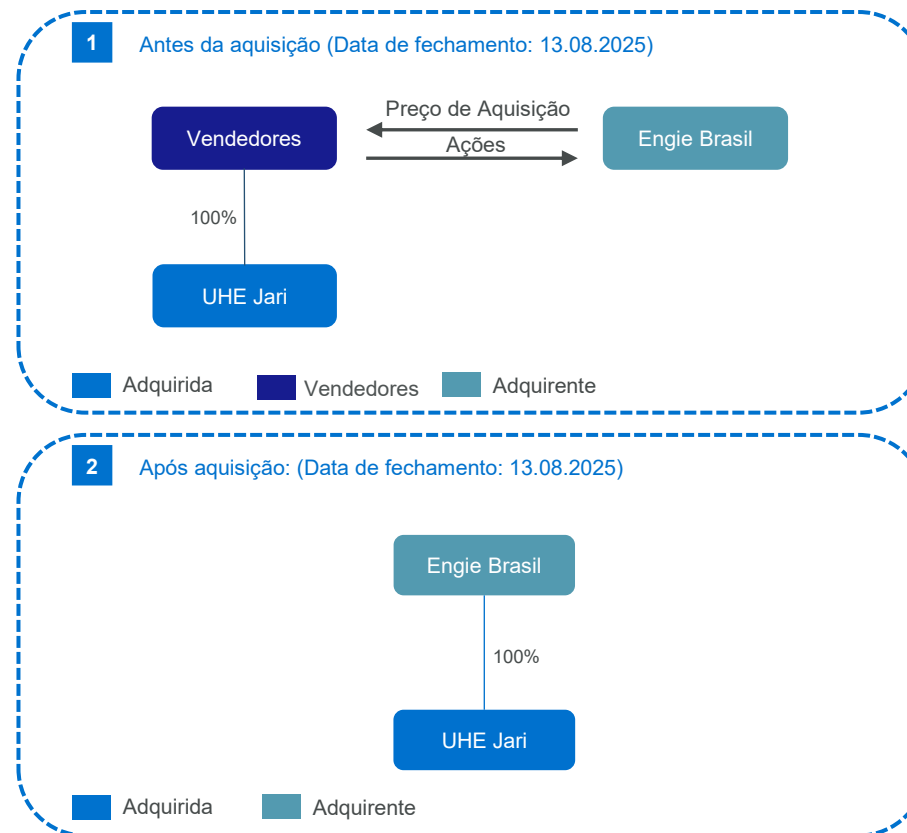 1
Antes da aquisição (Data de fechamento: 13.08.2025)
Preço de Aquisição
Vendedores
Ações
Engie Brasil
100%
UHE Jari
Adquirida
Vendedores
Adquirente
2
Após aquisição: (Data de fechamento: 13.08.2025)
Engie Brasil
100%
UHE Jari
Adquirida
Adquirente